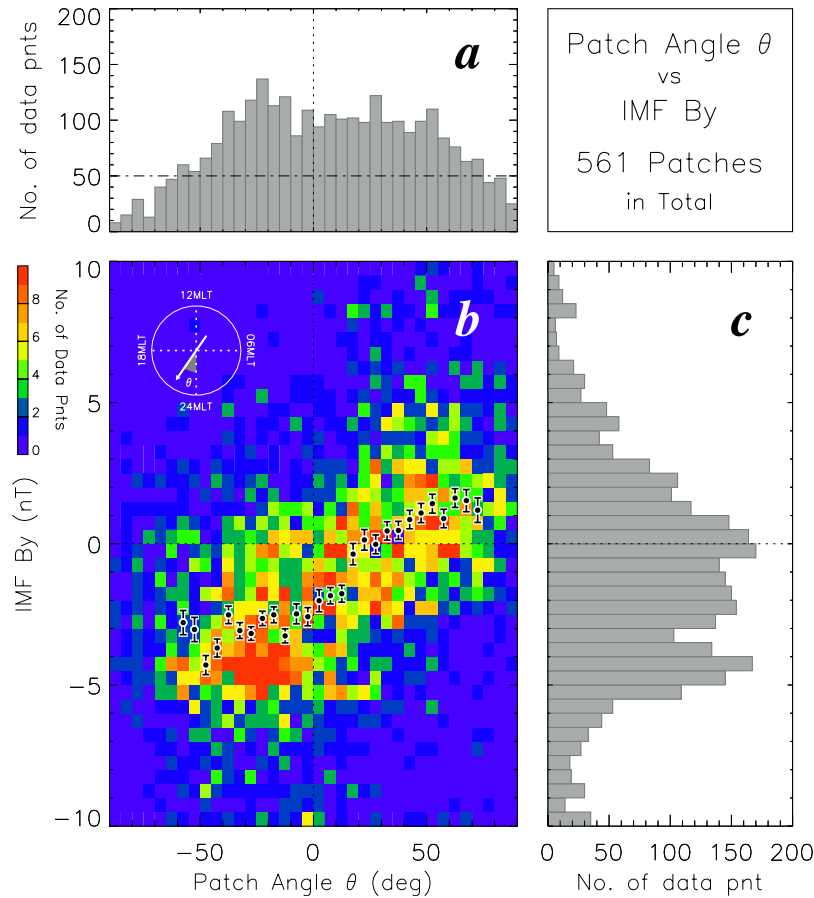 200
150
100
50
0
No. of data pnts
a
Patch Angle θ
vs
IMF By
561 Patches
in Total
8
6
4
2
0
No. of Data Pnts
10
5
0
−5
−10
IMF By (nT)
12MLT
18MLT
06MLT
24MLT
θ
b
−50
0
50
Patch Angle θ (deg)
c
0
50
100
150
200
No. of data pnt